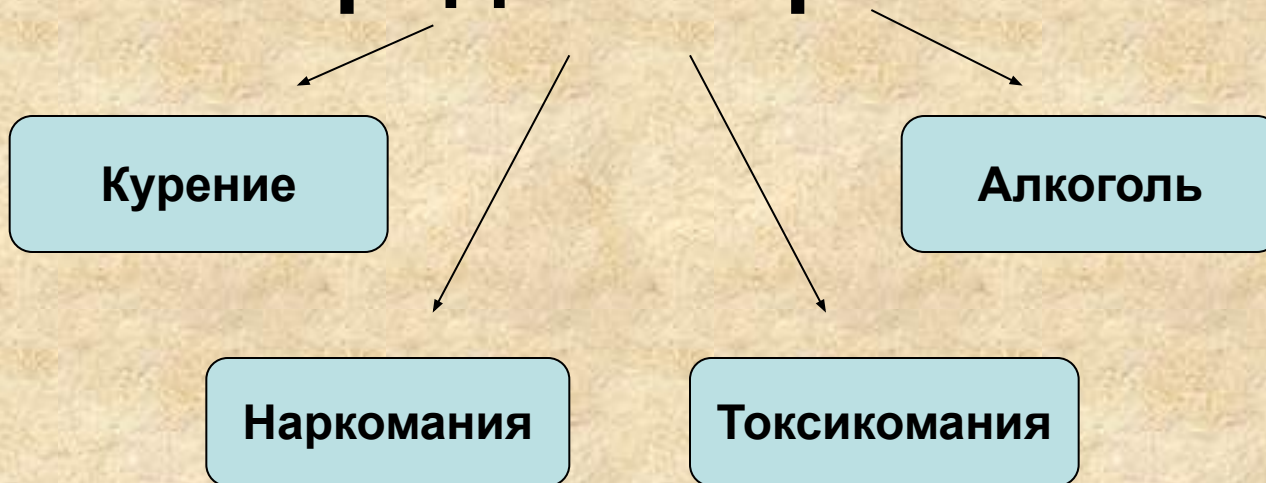 Курение
Алкоголь
Наркомания
Токсикомания